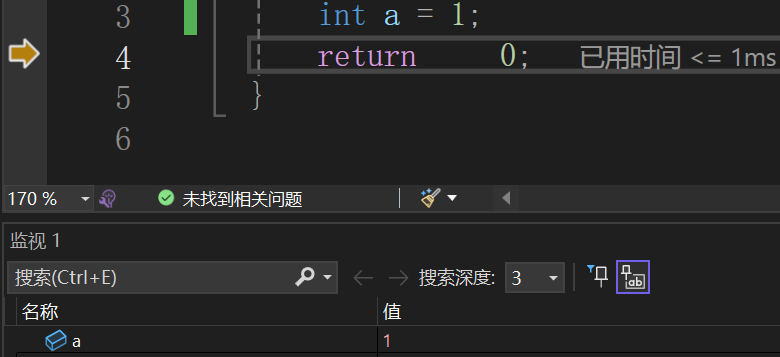 3 int a = 1;
4 return 0; 已用时间 <= 1ms
5 }
6
170 % 未找到相关问题
监视 1
搜索(Ctrl+E) 搜索深度: 3 ab
名称 值
a 1